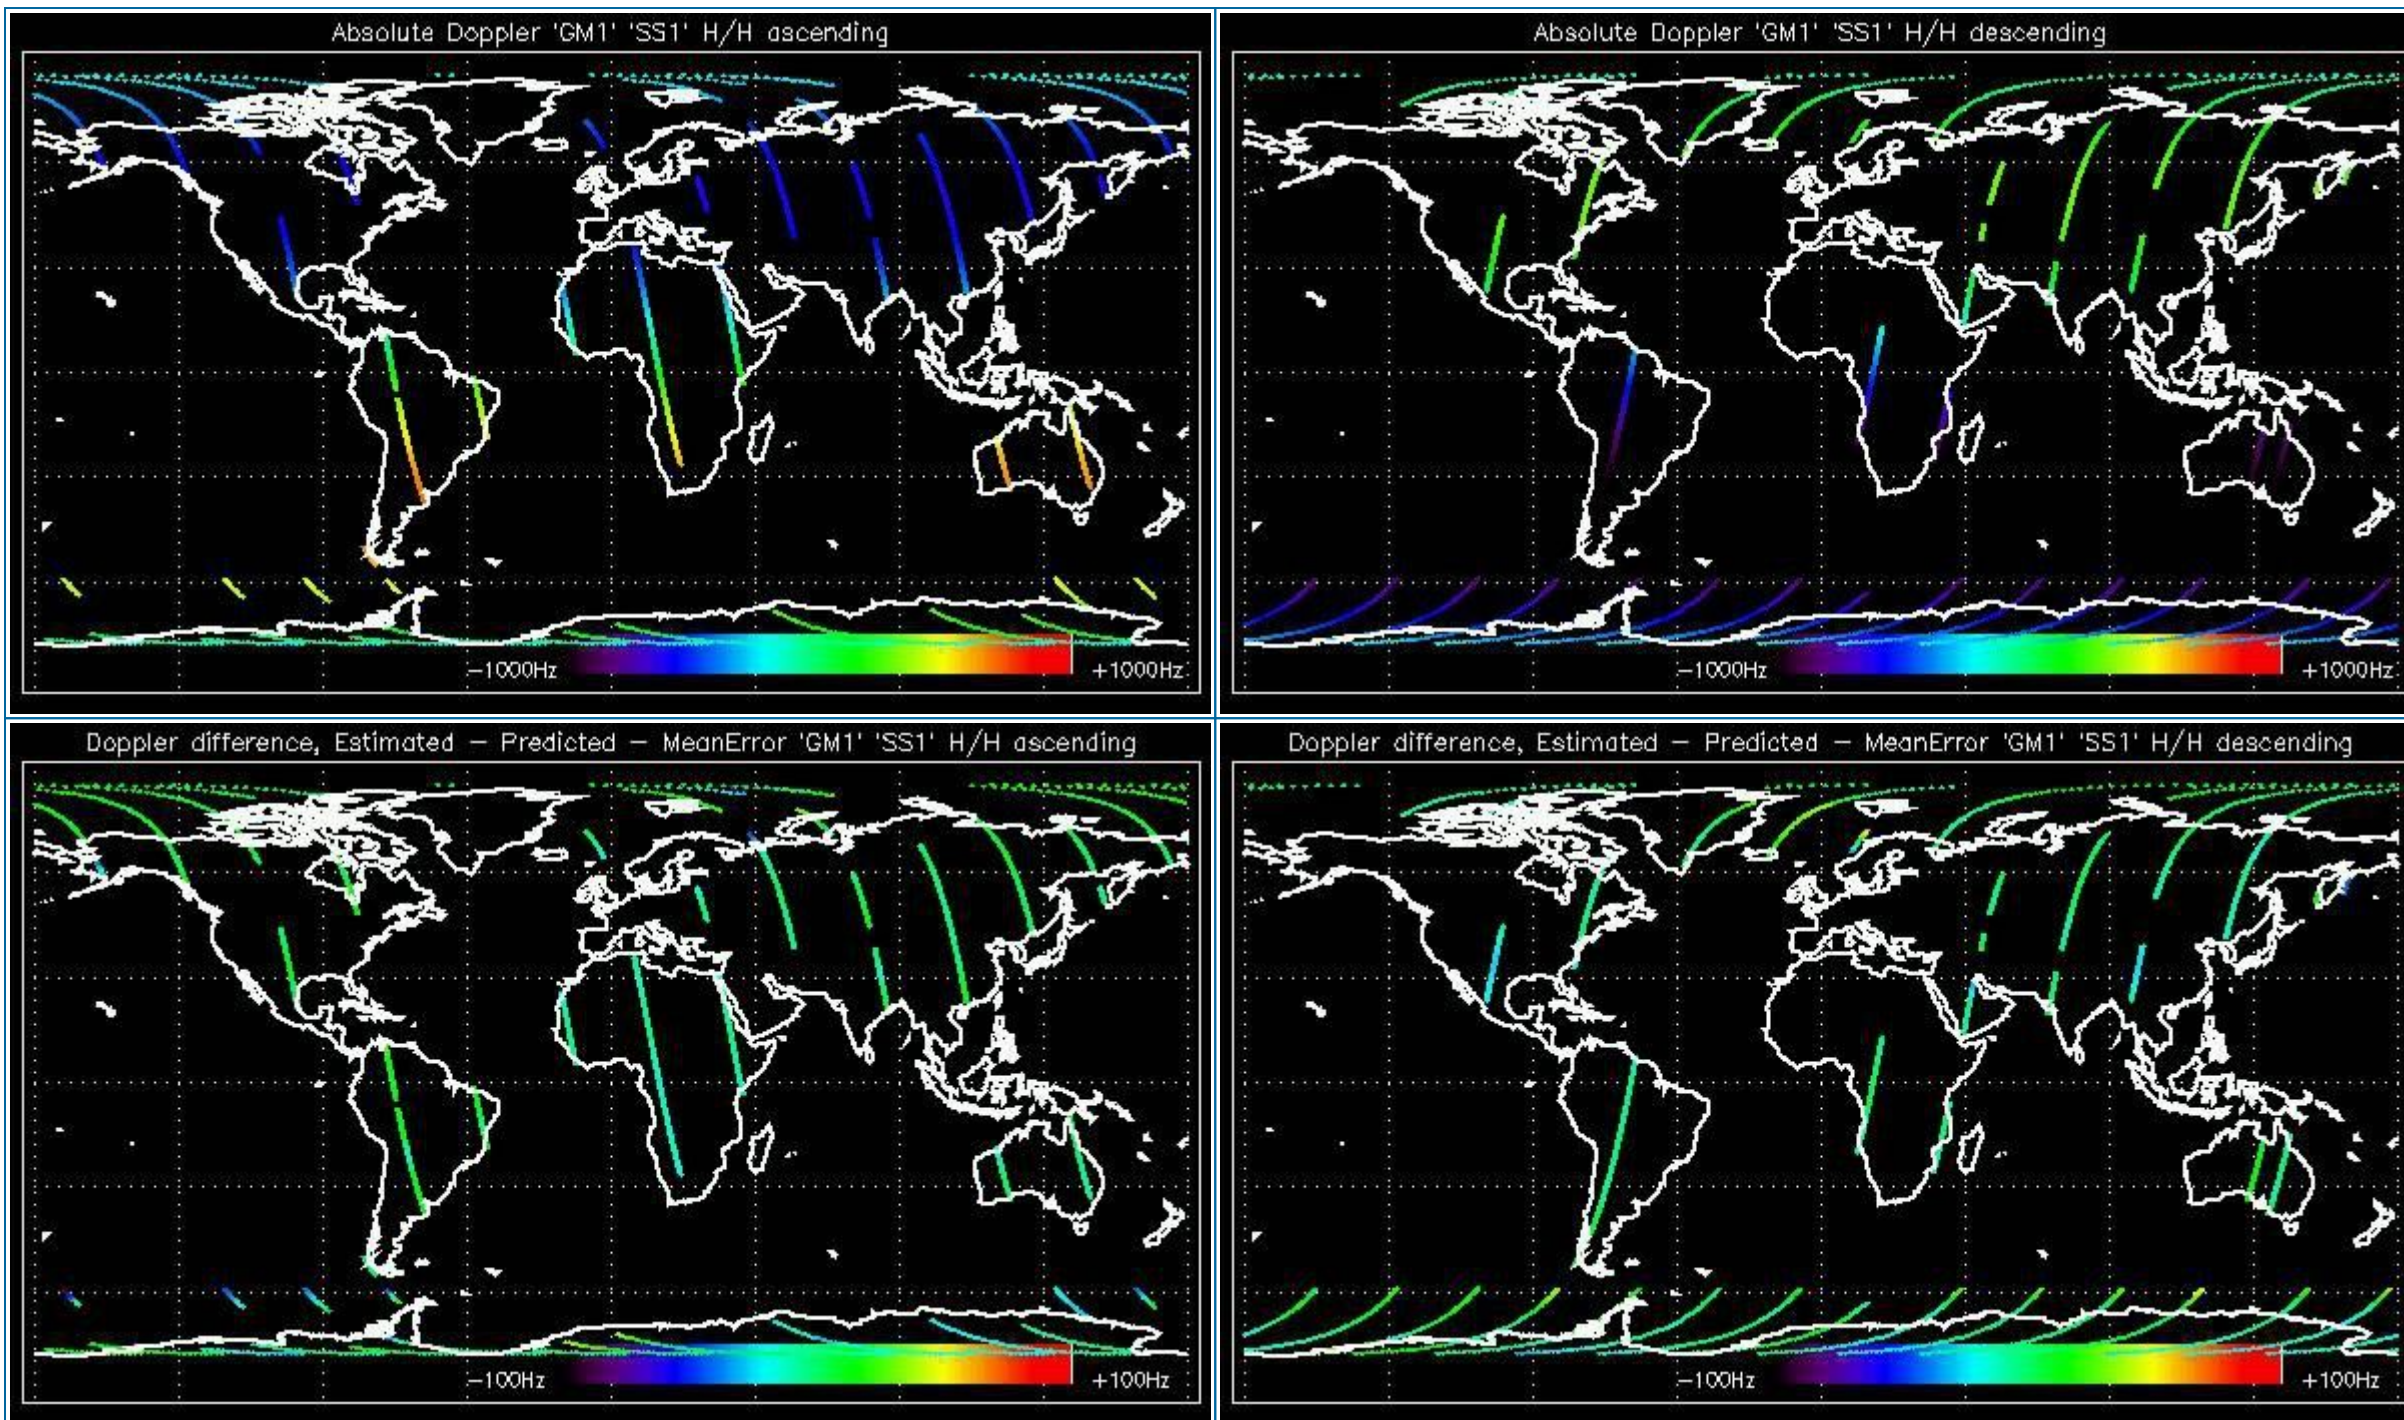 Absolute Doppler 'GM1' 'SS1' H/H ascending
-1000Hz
+1000Hz
Absolute Doppler 'GM1' 'SS1' H/H descending
-1000Hz
+1000Hz
Doppler difference, Estimated - Predicted - MeanError 'GM1' 'SS1' H/H ascending
-100Hz
+100Hz
Doppler difference, Estimated - Predicted - MeanError 'GM1' 'SS1' H/H descending
-100Hz
+100Hz